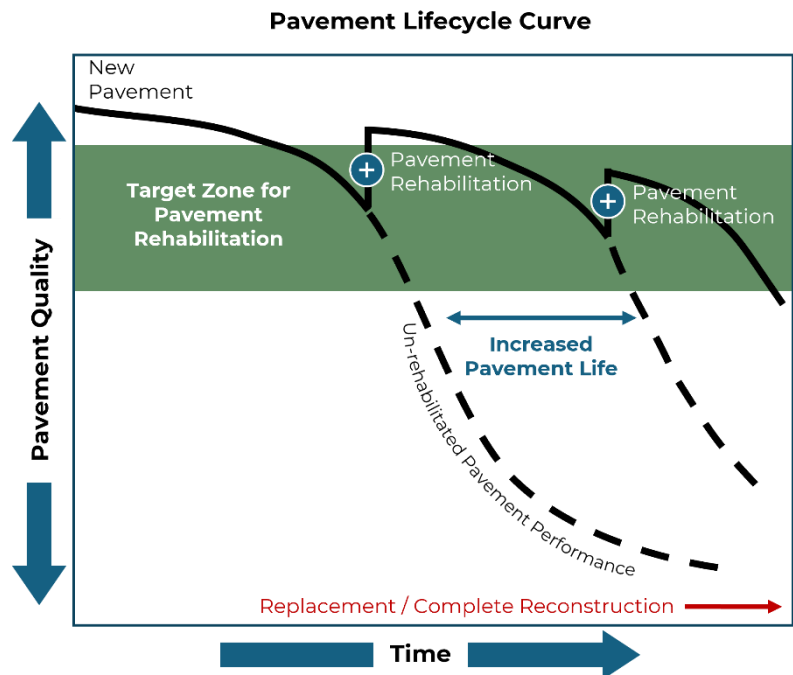 Pavement Lifecycle Curve
New
Pavement
Pavement
Rehabilitation
Target Zone for
Pavement
Rehabilitation
Pavement
Rehabilitation
Pavement Quality
Increased
Pavement Life
Un-rehabilitated Pavement Performance
Replacement / Complete Reconstruction
Time